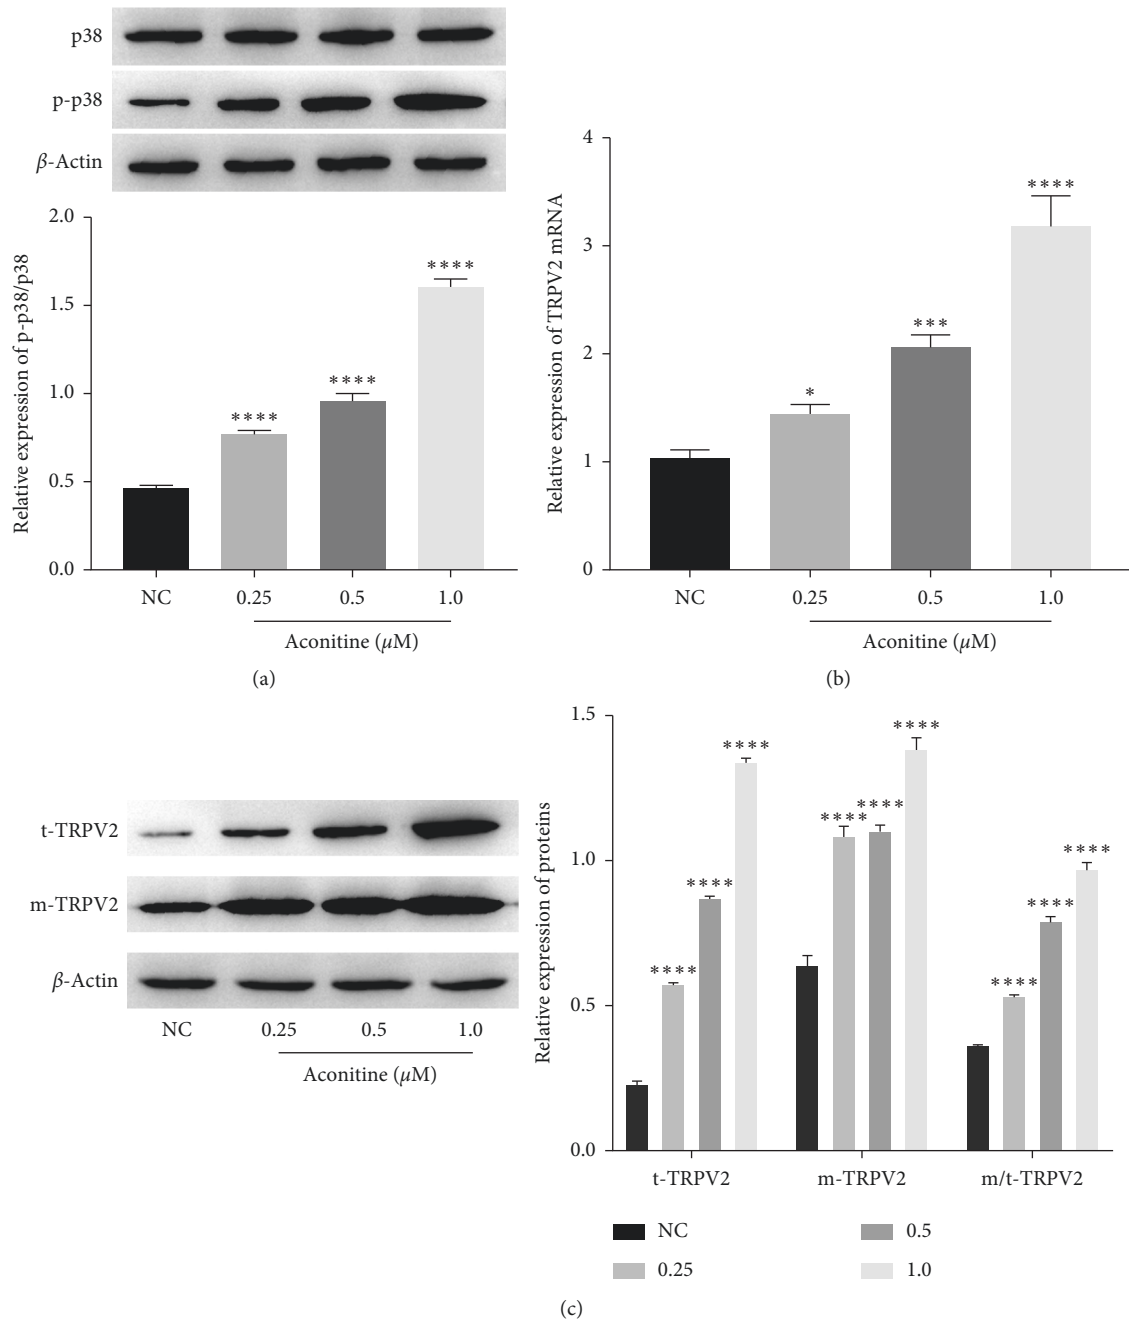 p38
p-p38
β-Actin
Relative expression of p-p38/p38
2.0
1.5
1.0
0.5
0.0
****
****
****
NC 0.25 0.5 1.0
Aconitine (µM)
(a)
Relative expression of TRPV2 mRNA
4
3
2
1
0
*
***
****
NC 0.25 0.5 1.0
Aconitine (µM)
(b)
t-TRPV2
m-TRPV2
β-Actin
NC 0.25 0.5 1.0
Aconitine (µM)
Relative expression of proteins
1.5
1.0
0.5
0.0
****
****
****
****
****
****
****
****
****
t-TRPV2 m-TRPV2 m/t-TRPV2
NC 0.5
0.25 1.0
(c)